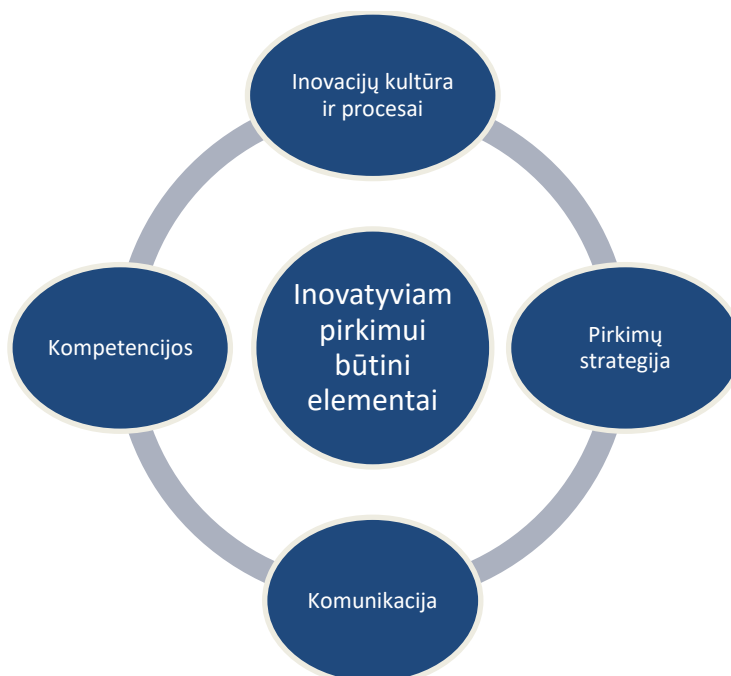 Inovacijų kultūra
ir procesai
Inovatyviam
pirkimui
būtini
elementai
Kompetencijos
Pirkimų
strategija
Komunikacija